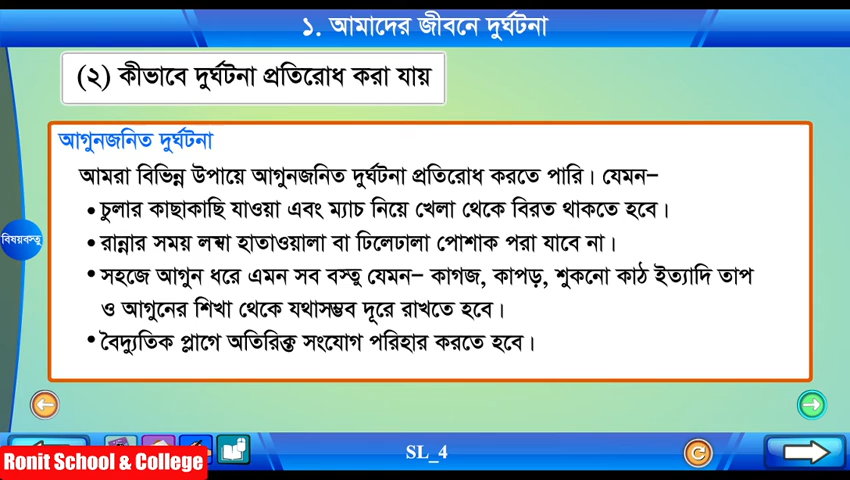 ১. আমাদের জীবনে দুর্ঘটনা
(২) কীভাবে দুর্ঘটনা প্রতিরোধ করা যায়
আগুনজনিত দুর্ঘটনা
আমরা বিভিন্ন উপায়ে আগুনজনিত দুর্ঘটনা প্রতিরোধ করতে পারি। যেমন–
• চুলার কাছাকাছি যাওয়া এবং ম্যাচ নিয়ে খেলা থেকে বিরত থাকতে হবে।
• রান্নার সময় লম্বা হাতাওয়ালা বা ঢিলেঢালা পোশাক পরা যাবে না।
• সহজে আগুন ধরে এমন সব বস্তু যেমন– কাগজ, কাপড়, শুকনো কাঠ ইত্যাদি তাপ
ও আগুনের শিখা থেকে যথাসম্ভব দূরে রাখতে হবে।
• বৈদ্যুতিক প্লাগে অতিরিক্ত সংযোগ পরিহার করতে হবে।
বিষয়বস্তু
SL_4
Ronit School & College